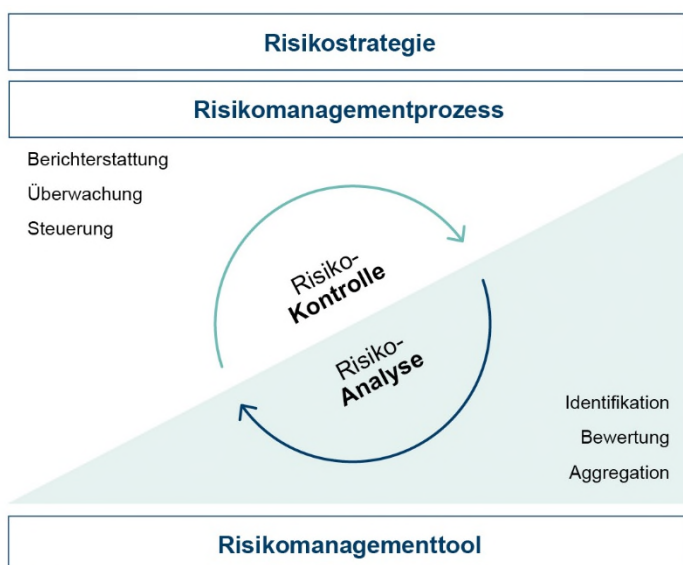 Risikostrategie
Risikomanagementprozess
Berichterstattung
Überwachung
Steuerung
Risiko-
Kontrolle
Risiko-
Analyse
Identifikation
Bewertung
Aggregation
Risikomanagementtool